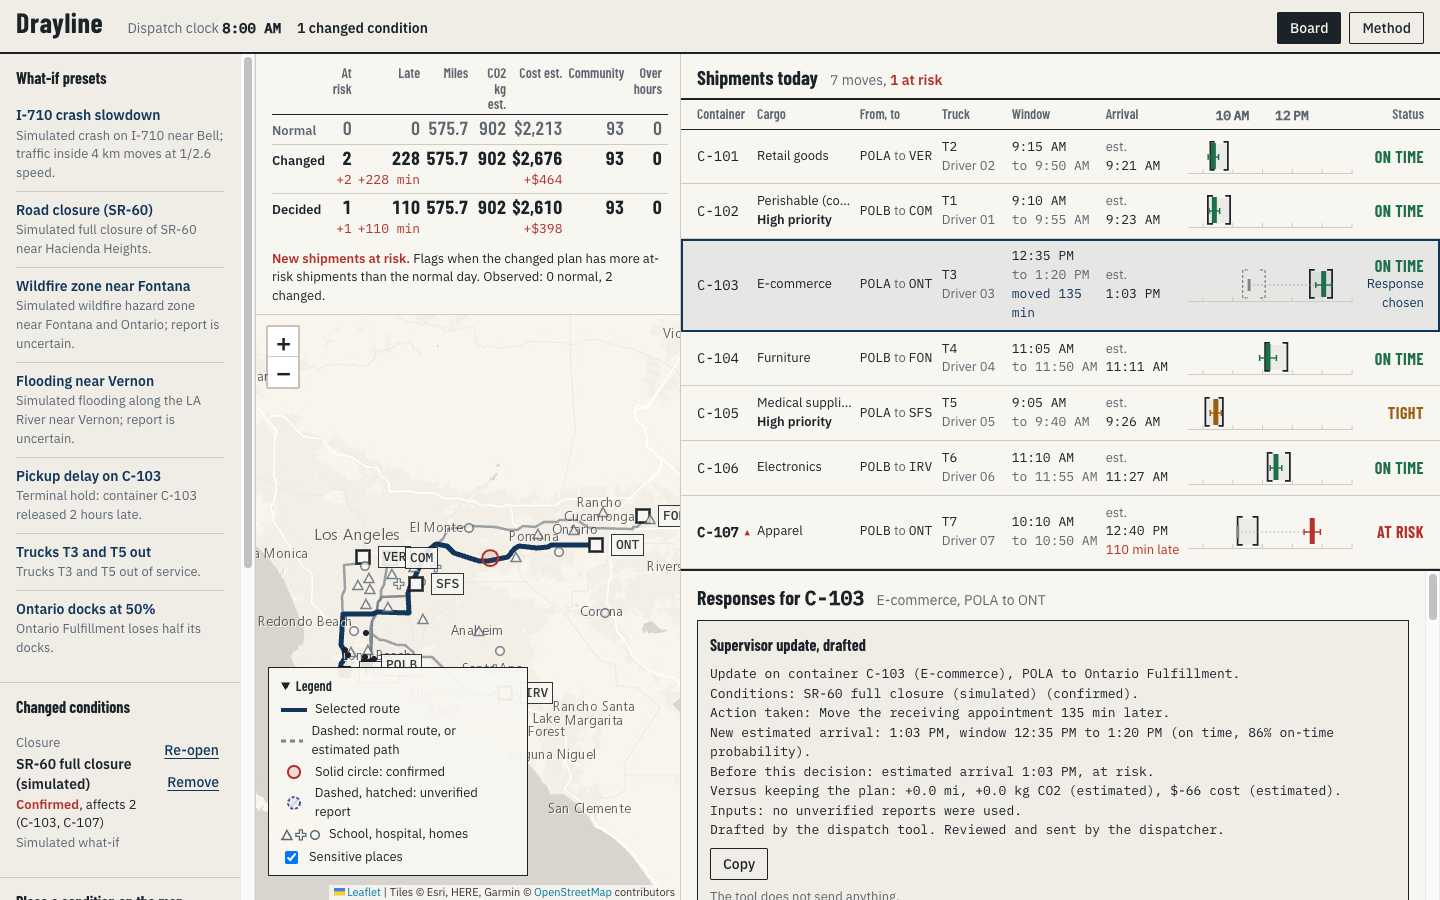 Drayline
Dispatch clock 8:00 AM 1 changed condition
Board Method
What-if presets
I-710 crash slowdown
Simulated crash on I-710 near Bell;
traffic inside 4 km moves at 1/2.6
speed.
Road closure (SR-60)
Simulated full closure of SR-60
near Hacienda Heights.
Wildfire zone near Fontana
Simulated wildfire hazard zone
near Fontana and Ontario; report is
uncertain.
Flooding near Vernon
Simulated flooding along the LA
River near Vernon; report is
uncertain.
Pickup delay on C-103
Terminal hold: container C-103
released 2 hours late.
Trucks T3 and T5 out
Trucks T3 and T5 out of service.
Ontario docks at 50%
Ontario Fulfillment loses half its
docks.
Changed conditions
Closure
SR-60 full closure
(simulated)
Confirmed, affects 2
(C-103, C-107)
Simulated what-if
Re-open
Remove
At risk Late Miles CO2 kg est. Cost est. Community Over hours
Normal 0 0 575.7 902 $2,213 93 0
Changed 2 228 575.7 902 $2,676 93 0
+2 +228 min +$464
Decided 1 110 575.7 902 $2,610 93 0
+1 +110 min +$398
New shipments at risk. Flags when the changed plan has more at-
risk shipments than the normal day. Observed: 0 normal, 2
changed.
+
−
Los Angeles
El Monte
Rancho
Cucamonga
Ontario
Pomona
FO
ONT
VER
COM
SFS
a Monica
Rivers
Redondo Beach
Corona
Anaheim
POLB
IRV
Rancho Santa
Margarita
Lake
Forest
guna Niguel
San Clemente
▼ Legend
Selected route
Dashed: normal route, or
estimated path
Solid circle: confirmed
Dashed, hatched: unverified
report
School, hospital, homes
Sensitive places
Leaflet | Tiles © Esri, HERE, Garmin © OpenStreetMap contributors
Shipments today 7 moves, 1 at risk
Container Cargo From, to Truck Window Arrival 10 AM 12 PM Status
C-101 Retail goods POLA to VER T2 Driver 02 9:15 AM to 9:50 AM est. 9:21 AM ON TIME
C-102 Perishable (co... High priority POLB to COM T1 Driver 01 9:10 AM to 9:55 AM est. 9:23 AM ON TIME
C-103 E-commerce POLA to ONT T3 Driver 03 12:35 PM to 1:20 PM moved 135 min est. 1:03 PM ON TIME Response chosen
C-104 Furniture POLB to FON T4 Driver 04 11:05 AM to 11:50 AM est. 11:11 AM ON TIME
C-105 Medical suppli... High priority POLA to SFS T5 Driver 05 9:05 AM to 9:40 AM est. 9:26 AM TIGHT
C-106 Electronics POLB to IRV T6 Driver 06 11:10 AM to 11:55 AM est. 11:27 AM ON TIME
C-107 ▲ Apparel POLB to ONT T7 Driver 07 10:10 AM to 10:50 AM est. 12:40 PM 110 min late AT RISK
Responses for C-103 E-commerce, POLA to ONT
Supervisor update, drafted
Update on container C-103 (E-commerce), POLA to Ontario Fulfillment.
Conditions: SR-60 full closure (simulated) (confirmed).
Action taken: Move the receiving appointment 135 min later.
New estimated arrival: 1:03 PM, window 12:35 PM to 1:20 PM (on time, 86% on-time
probability).
Before this decision: estimated arrival 1:03 PM, at risk.
Versus keeping the plan: +0.0 mi, +0.0 kg CO2 (estimated), $-66 cost (estimated).
Inputs: no unverified reports were used.
Drafted by the dispatch tool. Reviewed and sent by the dispatcher.
Copy
The tool does not send anything.